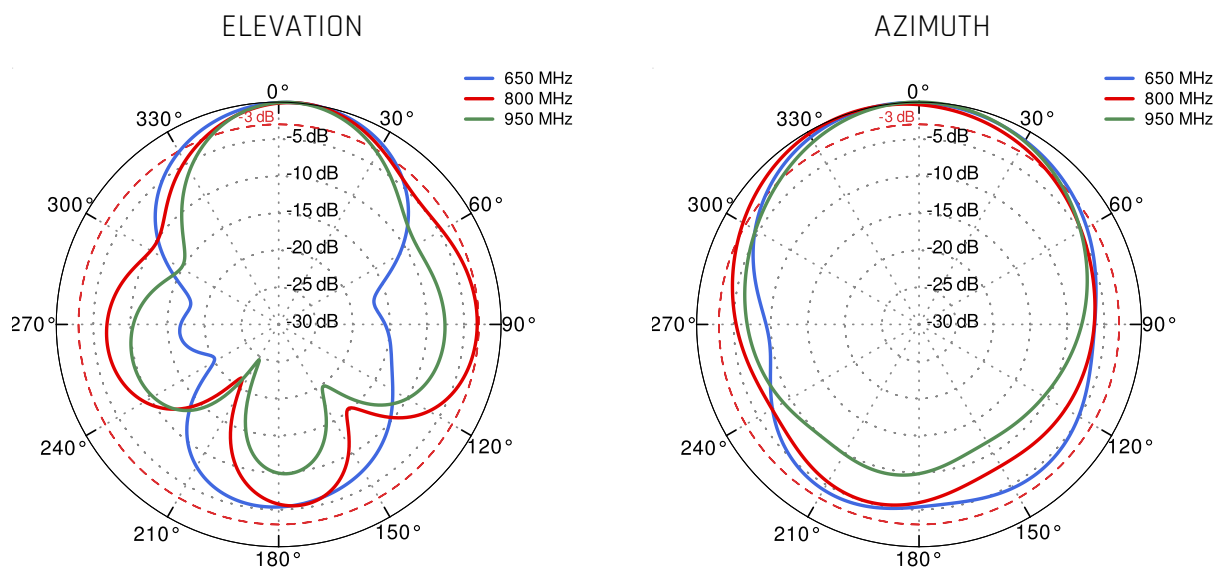 ELEVATION
650 MHz
800 MHz
950 MHz
0°
330°
-3 dB
30°
-5 dB
-10 dB
300°
-15 dB
60°
-20 dB
-25 dB
270°
-30 dB
90°
240°
120°
210°
150°
180°
AZIMUTH
650 MHz
800 MHz
950 MHz
0°
330°
-3 dB
30°
-5 dB
-10 dB
300°
-15 dB
60°
-20 dB
-25 dB
270°
-30 dB
90°
240°
120°
210°
150°
180°